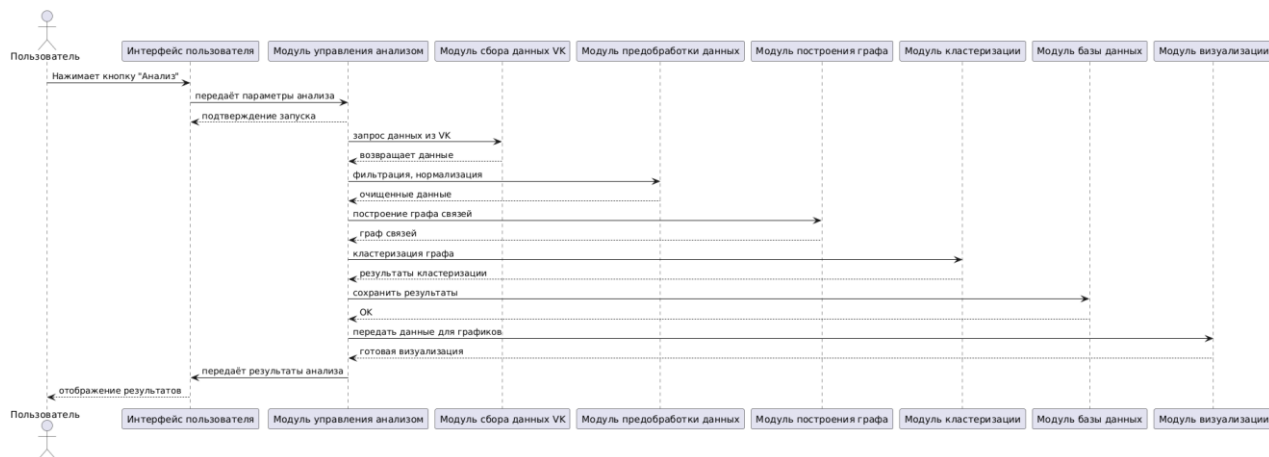 Пользователь
Интерфейс пользователя Модуль управления анализом Модуль сбора данных VK Модуль предобработки данных Модуль построения графа Модуль кластеризации Модуль базы данных Модуль визуализации
Нажимает кнопку "Анализ"
передаёт параметры анализа
подтверждение запуска
запрос данных из VK
возвращает данные
фильтрация, нормализация
очищенные данные
построение графа связей
граф связей
кластеризация графа
результаты кластеризации
сохранить результаты
OK
передать данные для графиков
готовая визуализация
передаёт результаты анализа
отображение результатов
Пользователь
Интерфейс пользователя Модуль управления анализом Модуль сбора данных VK Модуль предобработки данных Модуль построения графа Модуль кластеризации Модуль базы данных Модуль визуализации